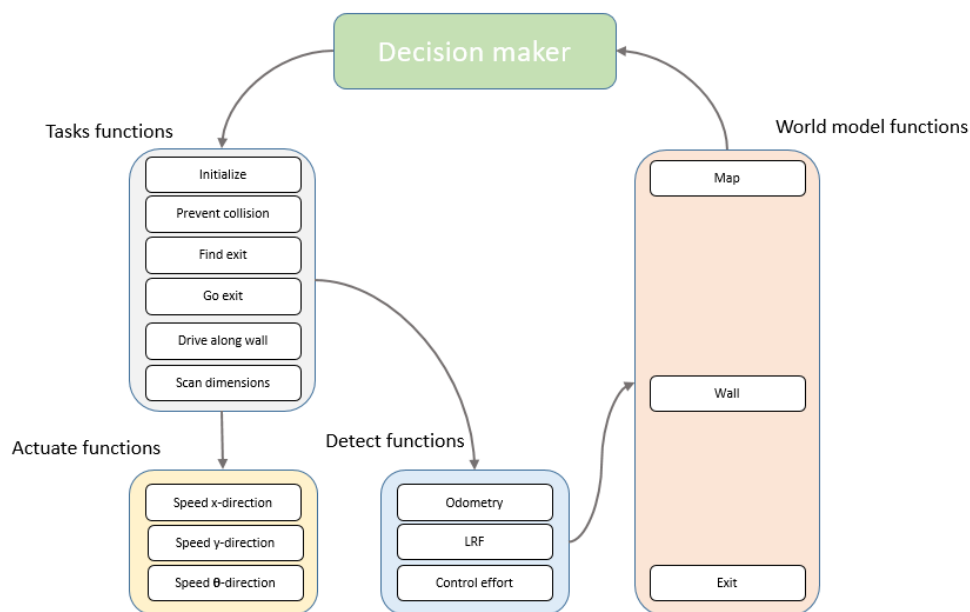 Decision maker
Tasks functions
Initialize
Prevent collision
Find exit
Go exit
Drive along wall
Scan dimensions
Actuate functions
Speed x-direction
Speed y-direction
Speed θ-direction
Detect functions
Odometry
LRF
Control effort
World model functions
Map
Wall
Exit